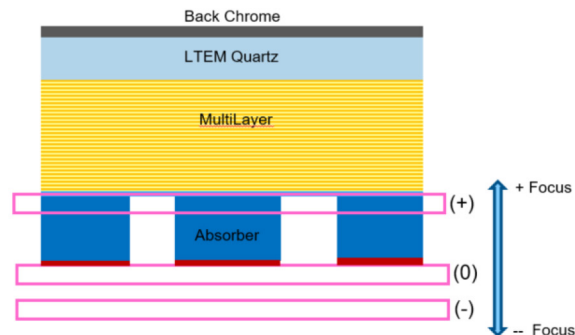 Back Chrome
LTEM Quartz
MultiLayer
+ Focus
(+)
Absorber
(0)
(-)
-- Focus